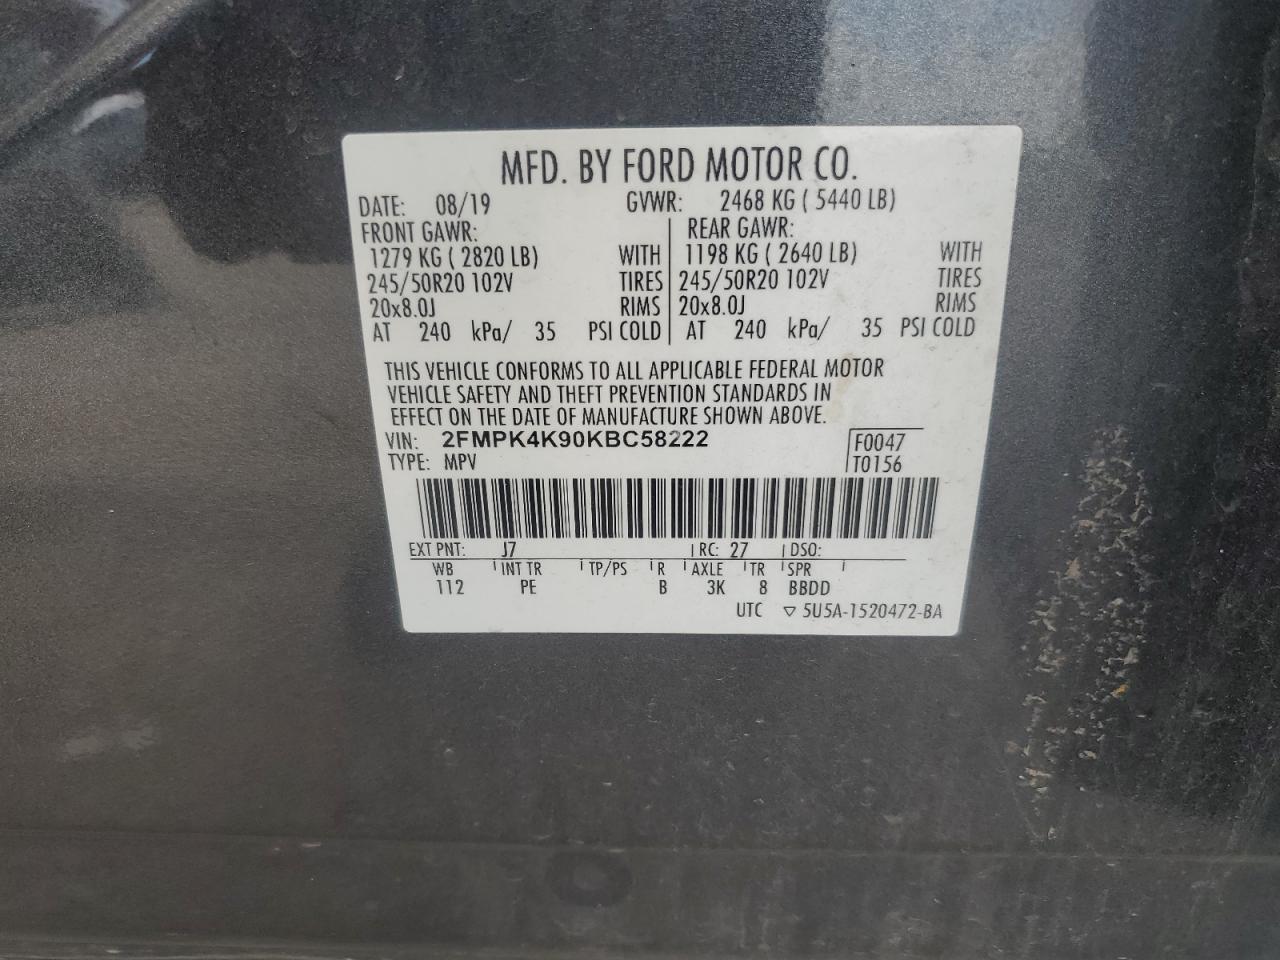 MFD. BY FORD MOTOR CO.
DATE: 08/19 GVWR: 2468 KG ( 5440 LB)
FRONT GAWR: REAR GAWR:
1279 KG ( 2820 LB) WITH 1198 KG ( 2640 LB) WITH
245/50R20 102V TIRES 245/50R20 102V TIRES
20x8.0J RIMS 20x8.0J RIMS
AT 240 kPa/ 35 PSI COLD AT 240 kPa/ 35 PSI COLD
THIS VEHICLE CONFORMS TO ALL APPLICABLE FEDERAL MOTOR
VEHICLE SAFETY AND THEFT PREVENTION STANDARDS IN
EFFECT ON THE DATE OF MANUFACTURE SHOWN ABOVE.
VIN: 2FMPK4K90KBC58222 F0047
TYPE: MPV T0156
EXT PNT: J7 RC: 27 DSO:
WB INT TR TP/PS R AXLE TR SPR
112 PE B 3K 8 BBDD
UTC ▽ 5U5A-1520472-BA